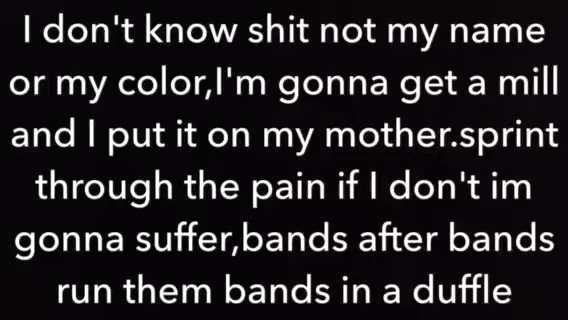 I don't know shit not my name
or my color,I'm gonna get a mill
and I put it on my mother.sprint
through the pain if I don't im
gonna suffer,bands after bands
run them bands in a duffle